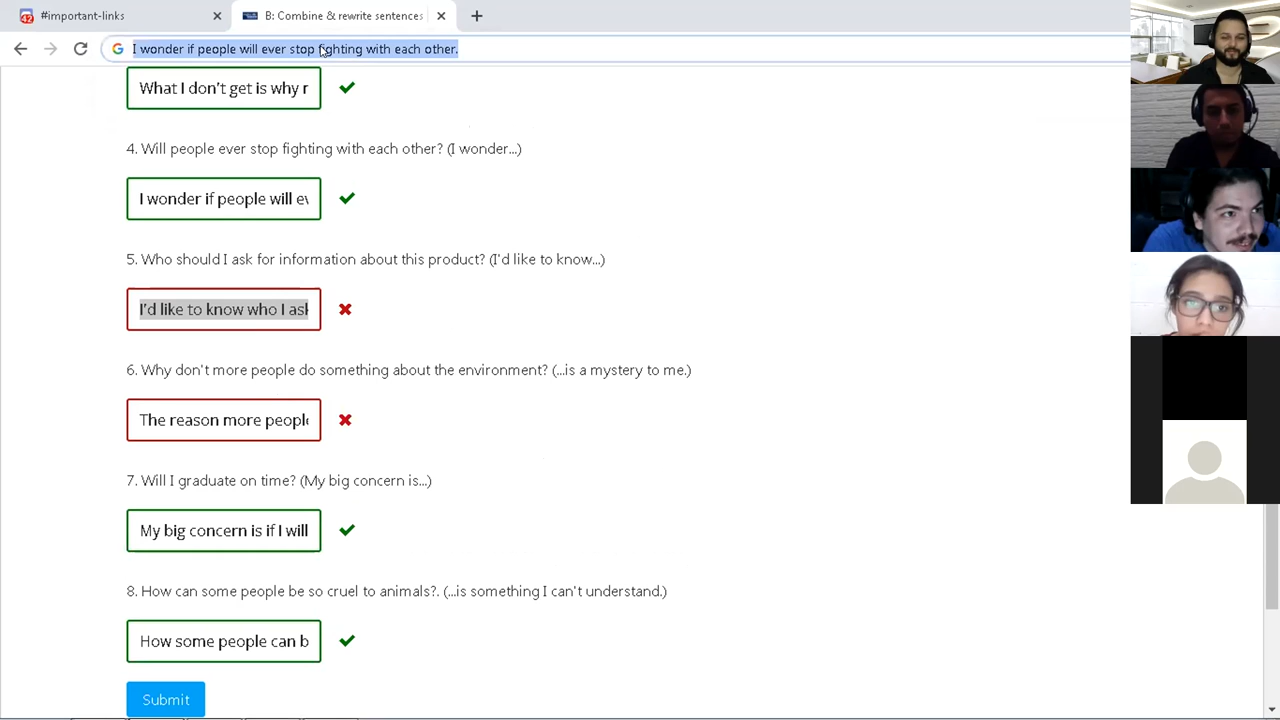 #important-links
B: Combine & rewrite sentences
I wonder if people will ever stop fighting with each other.
What I don't get is why r
4. Will people ever stop fighting with each other? (I wonder...)
I wonder if people will ev
5. Who should I ask for information about this product? (I'd like to know...)
I'd like to know who I ask
6. Why don't more people do something about the environment? (...is a mystery to me.)
The reason more people
7. Will I graduate on time? (My big concern is...)
My big concern is if I will
8. How can some people be so cruel to animals?. (...is something I can't understand.)
How some people can b
Submit